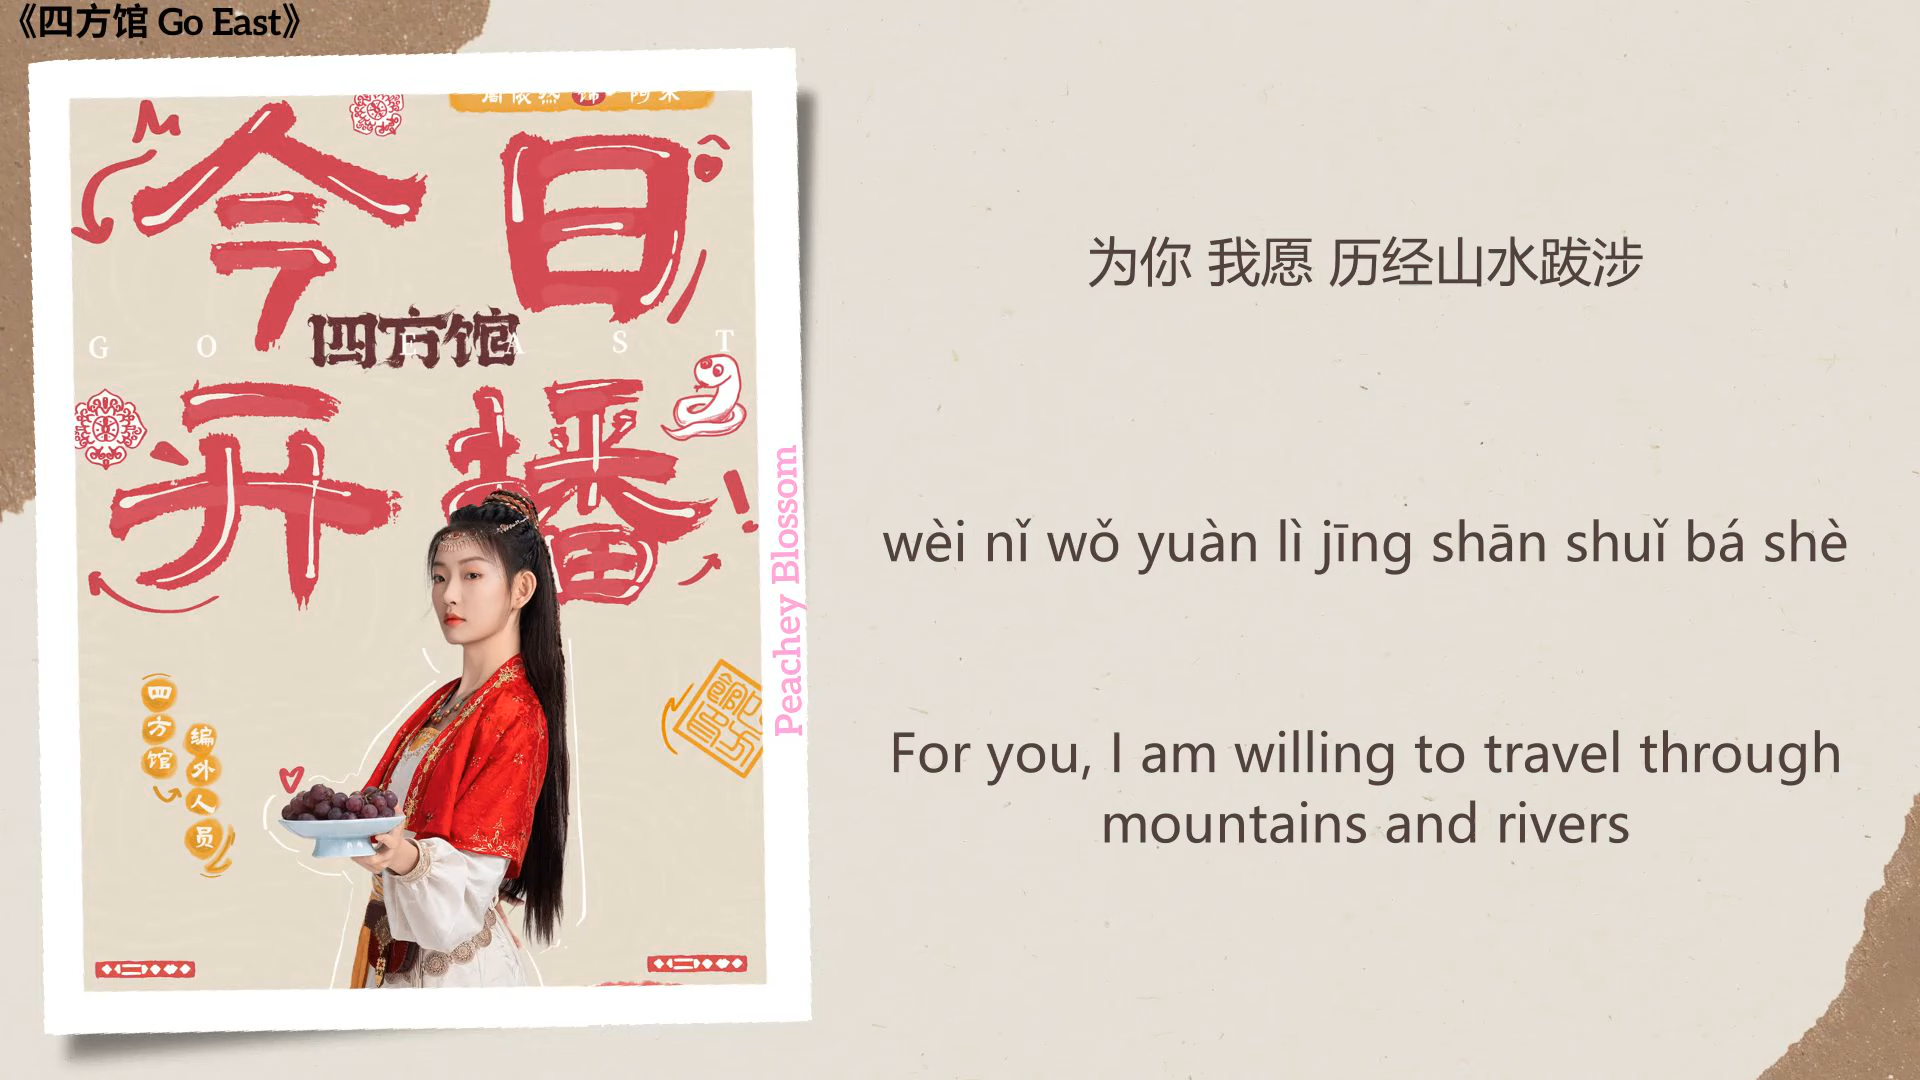 《四方馆 Go East》
今日
四方馆
GO EAST
开播
四方馆
编外人员
Peachey Blossom
为你 我愿 历经山水跋涉
wèi nǐ wǒ yuàn lì jīng shān shuǐ bá shè
For you, I am willing to travel through
mountains and rivers